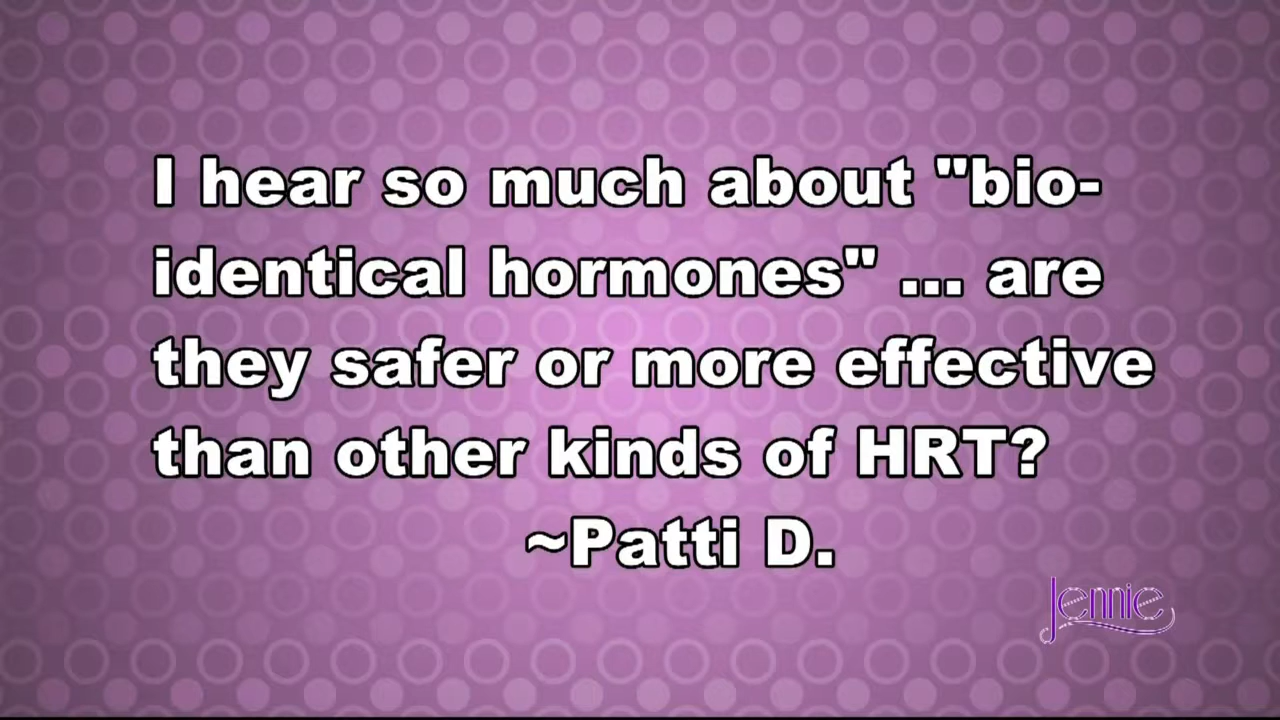 I hear so much about "bio-
identical hormones" ... are
they safer or more effective
than other kinds of HRT?
~Patti D.
Jennie